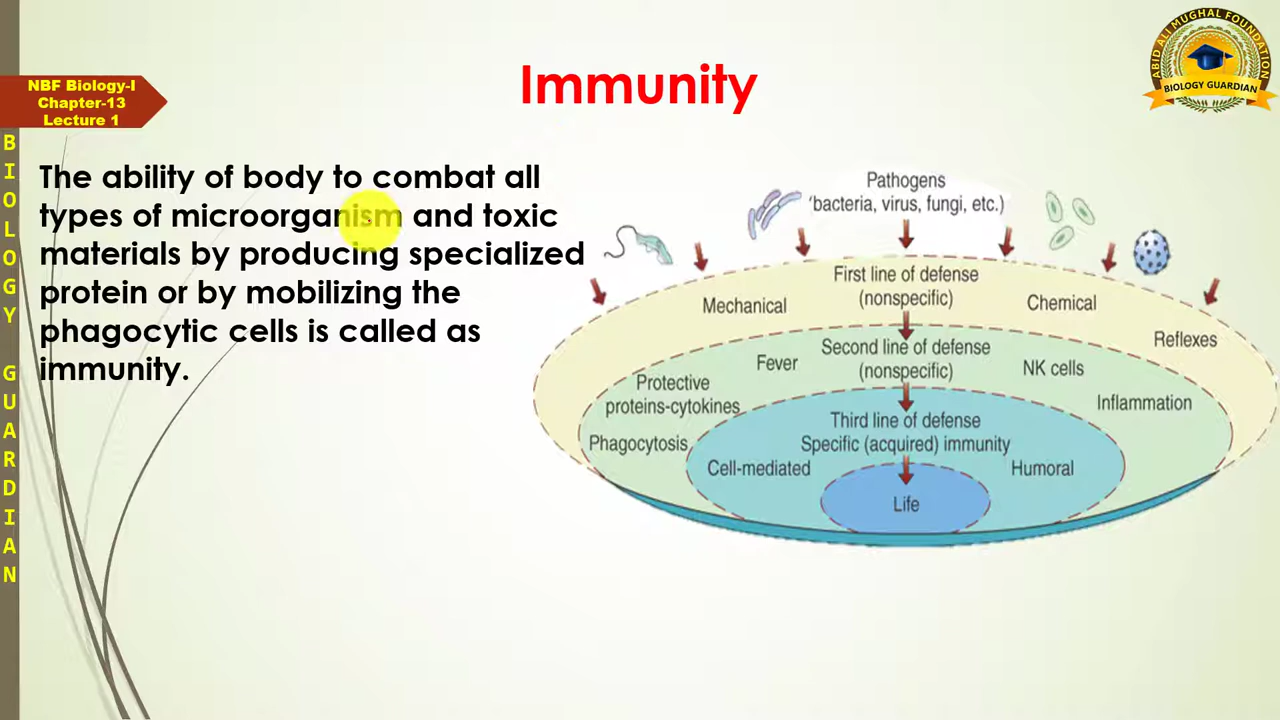 Immunity
ABID ALI MUGHAL FOUNDATION
BIOLOGY GUARDIAN
NBF Biology-I
Chapter-13
Lecture 1
BIOLOGY GUARDIAN
The ability of body to combat all
types of microorganism and toxic
materials by producing specialized
protein or by mobilizing the
phagocytic cells is called as
immunity.
Pathogens
(bacteria, virus, fungi, etc.)
First line of defense
(nonspecific)
Mechanical
Chemical
Reflexes
Second line of defense
(nonspecific)
Fever
NK cells
Protective
proteins-cytokines
Inflammation
Phagocytosis
Third line of defense
Specific (acquired) immunity
Cell-mediated
Humoral
Life